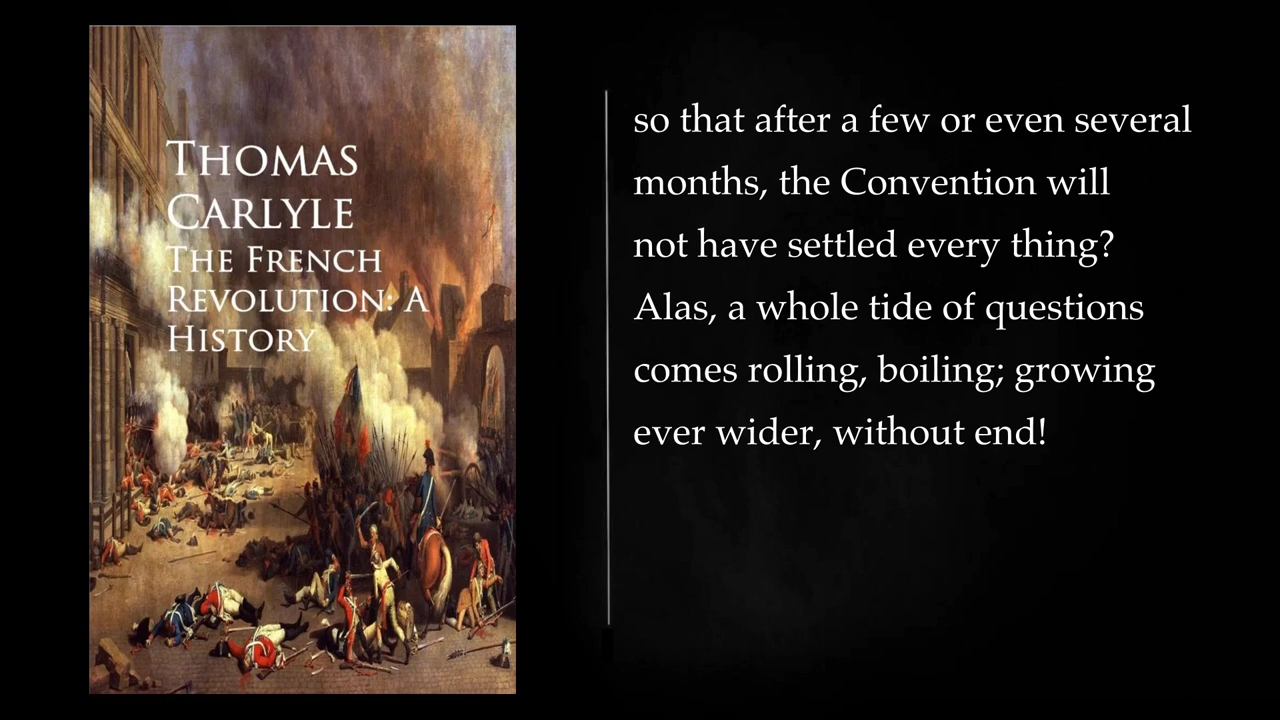 THOMAS
CARLYLE
THE FRENCH
REVOLUTION: A
HISTORY
so that after a few or even several
months, the Convention will
not have settled every thing?
Alas, a whole tide of questions
comes rolling, boiling; growing
ever wider, without end!